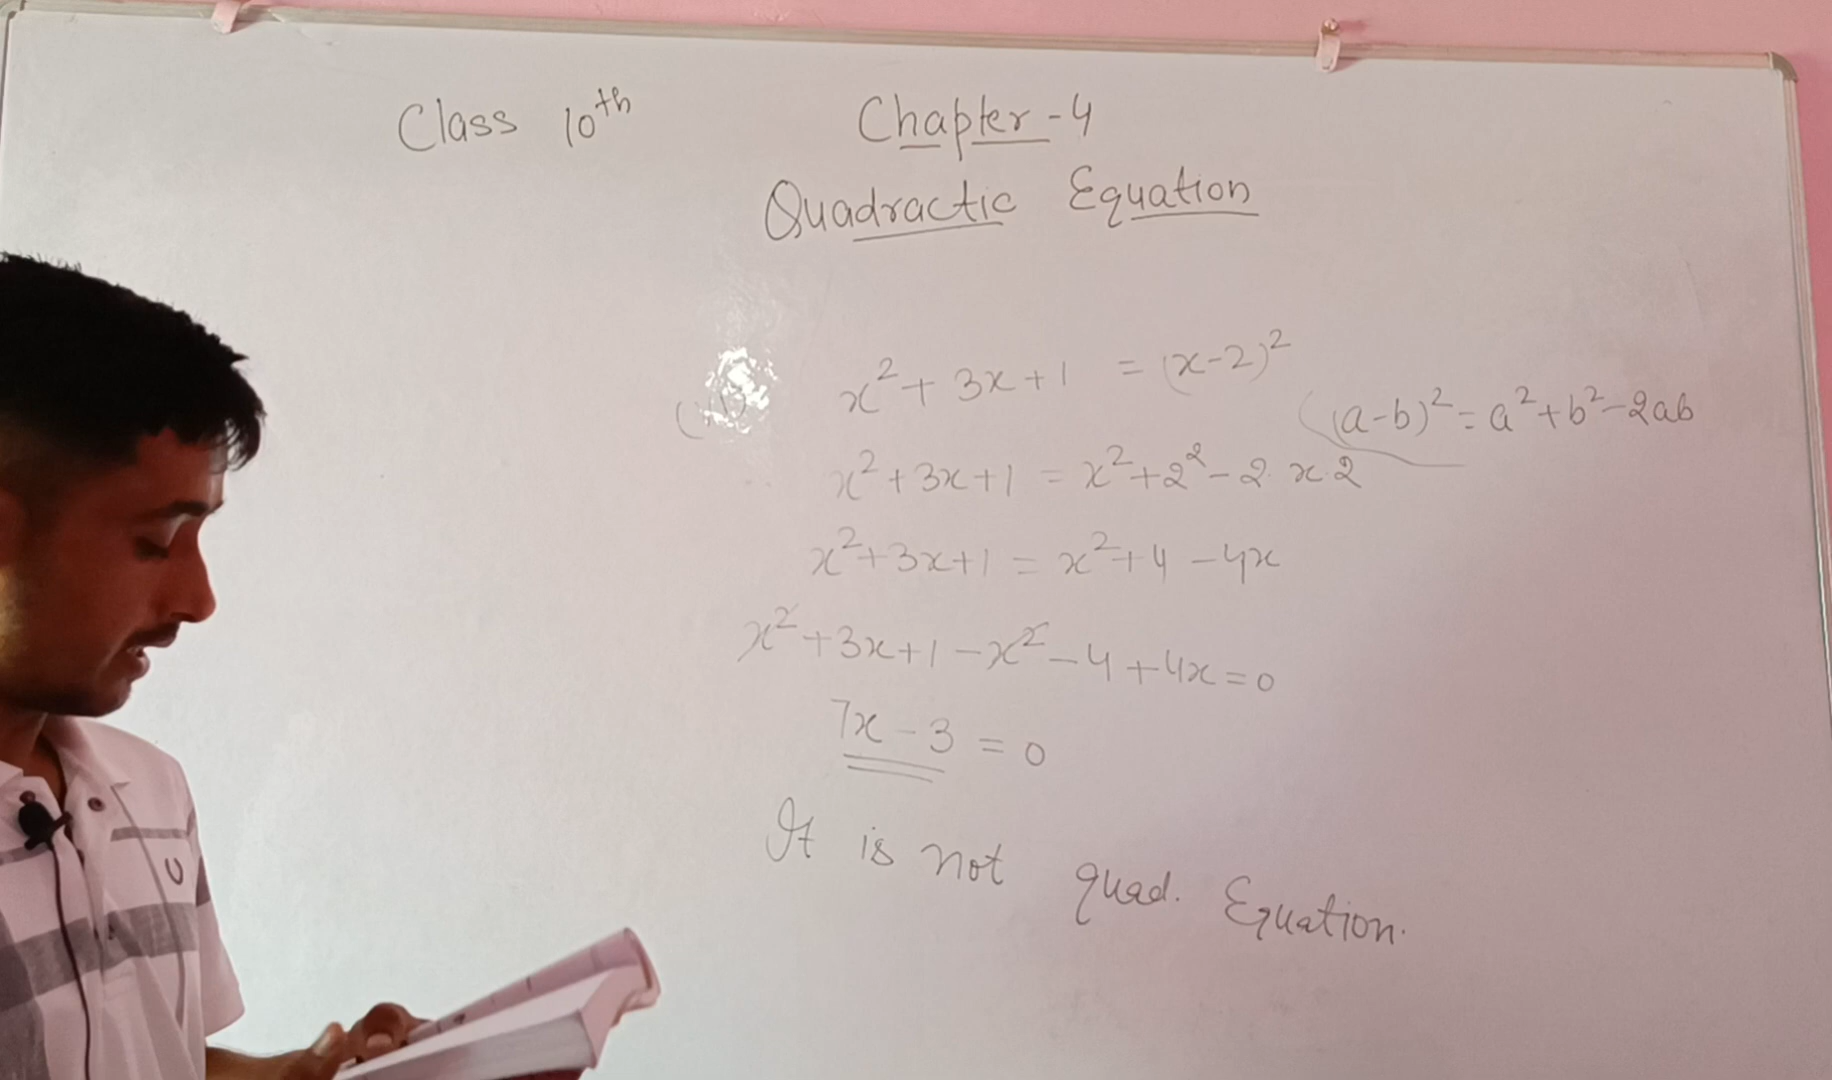 Class 10th
Chapter-4
Quadractic Equation
x²+3x+1 = (x-2)²
(a-b)²=a²+b²-2ab
x²+3x+1 = x²+2²-2.x.2
x²+3x+1 = x²+4-4x
x²+3x+1-x²-4+4x=0
7x-3=0
It is not quad. Equation.